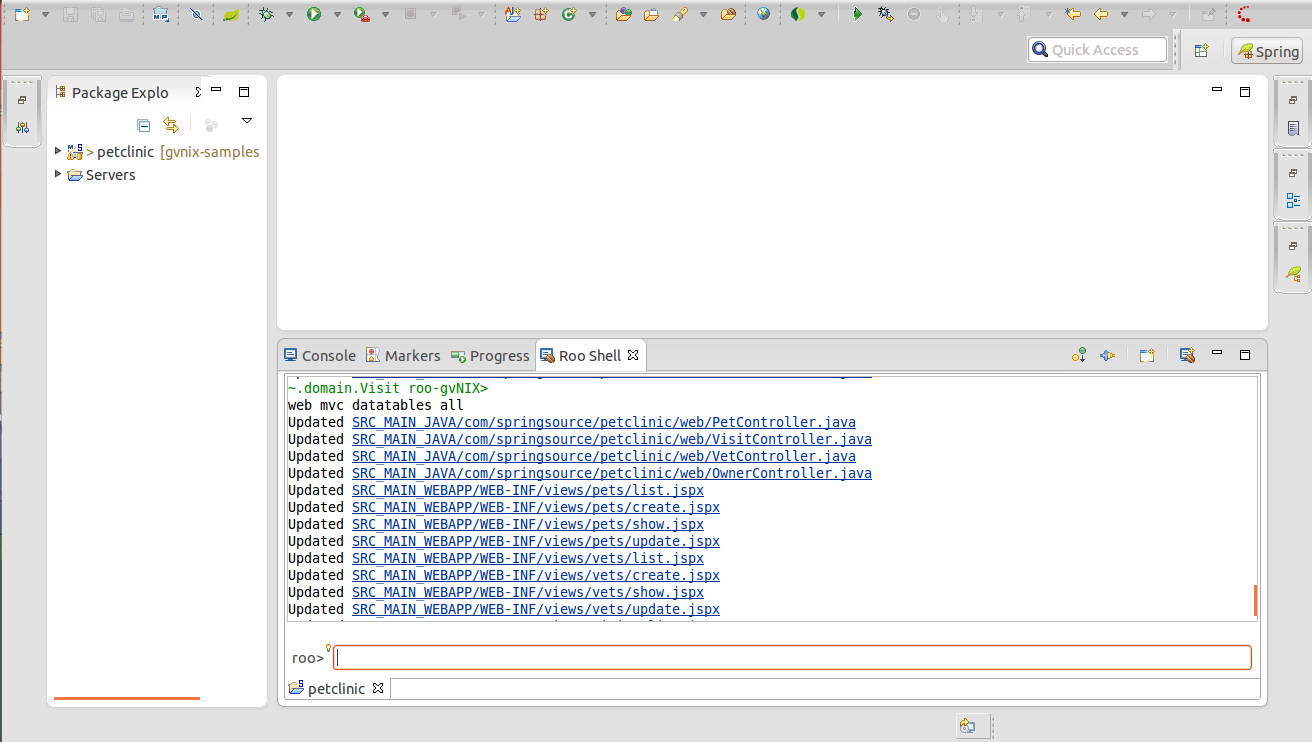 Quick Access
Spring
Package Explo
> petclinic [gvnix-samples
Servers
Console Markers Progress Roo Shell
~.domain.Visit roo-gvNIX>
web mvc datatables all
Updated SRC_MAIN_JAVA/com/springsource/petclinic/web/PetController.java
Updated SRC_MAIN_JAVA/com/springsource/petclinic/web/VisitController.java
Updated SRC_MAIN_JAVA/com/springsource/petclinic/web/VetController.java
Updated SRC_MAIN_JAVA/com/springsource/petclinic/web/OwnerController.java
Updated SRC_MAIN_WEBAPP/WEB-INF/views/pets/list.jspx
Updated SRC_MAIN_WEBAPP/WEB-INF/views/pets/create.jspx
Updated SRC_MAIN_WEBAPP/WEB-INF/views/pets/show.jspx
Updated SRC_MAIN_WEBAPP/WEB-INF/views/pets/update.jspx
Updated SRC_MAIN_WEBAPP/WEB-INF/views/vets/list.jspx
Updated SRC_MAIN_WEBAPP/WEB-INF/views/vets/create.jspx
Updated SRC_MAIN_WEBAPP/WEB-INF/views/vets/show.jspx
Updated SRC_MAIN_WEBAPP/WEB-INF/views/vets/update.jspx
roo>
petclinic